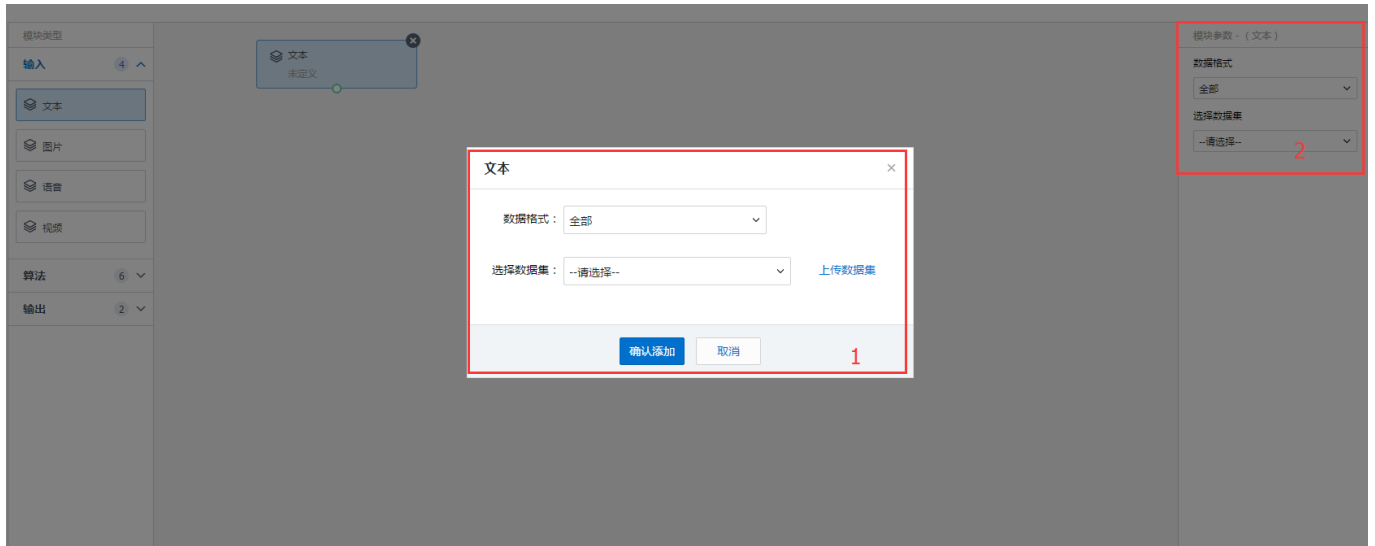 模块类型
输入 4
文本
图片
语音
视频
算法 6
输出 2
文本
未定义
文本
数据格式： 全部
选择数据集： --请选择-- 上传数据集
确认添加 取消
1
模块参数 -（文本）
数据格式
全部
选择数据集
--请选择--
2